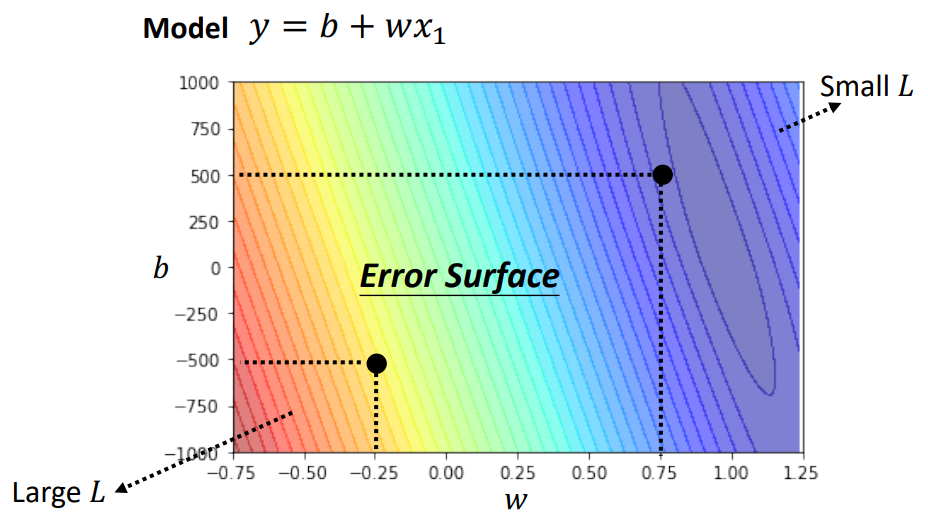 Model y = b + wx₁
Small L
1000
750
500
250
b
0
Error Surface
−250
−500
−750
−1000
−0.75 −0.50 −0.25 0.00 0.25 0.50 0.75 1.00 1.25
Large L
w